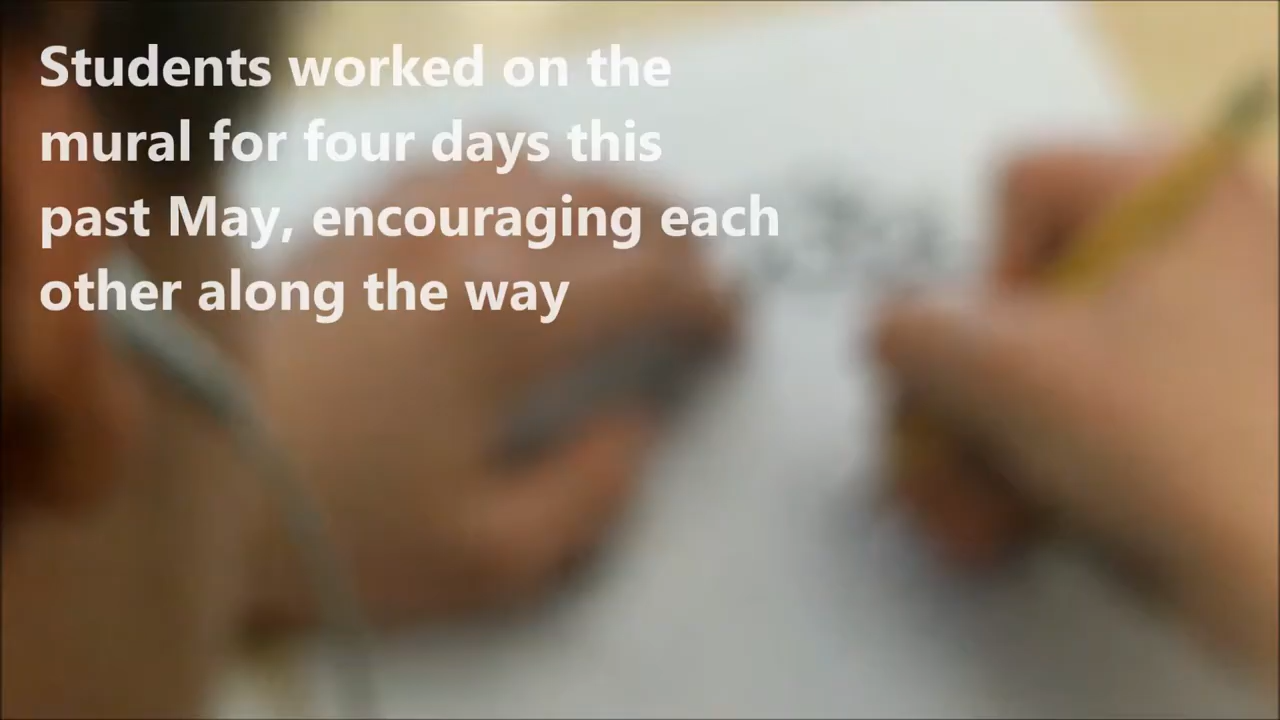 Students worked on the
mural for four days this
past May, encouraging each
other along the way